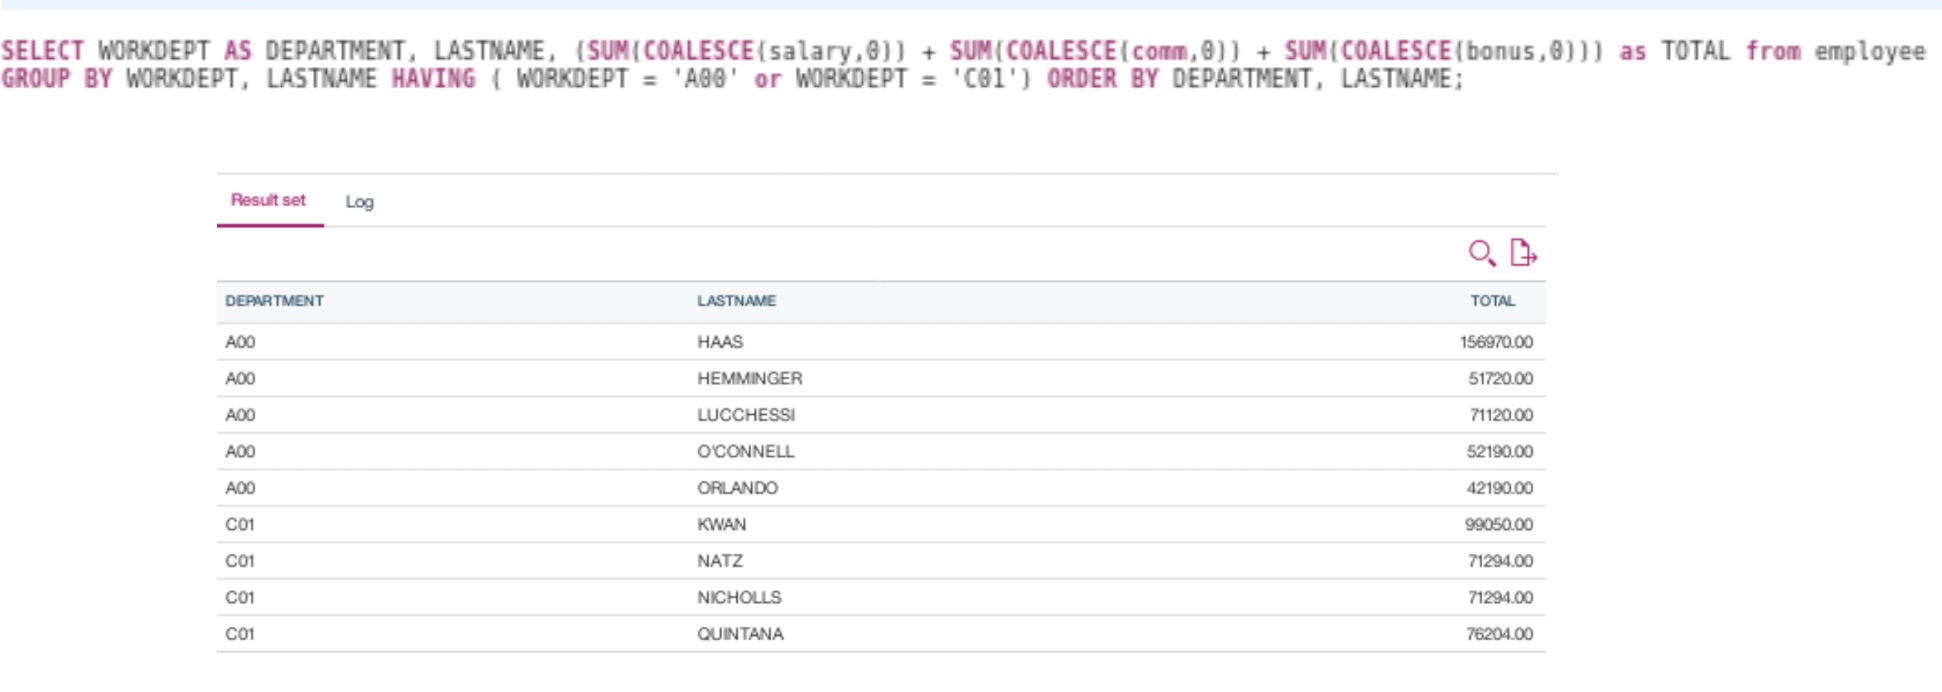 SELECT WORKDEPT AS DEPARTMENT, LASTNAME, (SUM(COALESCE(salary,0)) + SUM(COALESCE(comm,0)) + SUM(COALESCE(bonus,0))) as TOTAL from employee
GROUP BY WORKDEPT, LASTNAME HAVING ( WORKDEPT = 'A00' or WORKDEPT = 'C01') ORDER BY DEPARTMENT, LASTNAME;
Result set Log
DEPARTMENT LASTNAME TOTAL
A00 HAAS 156970.00
A00 HEMMINGER 51720.00
A00 LUCCHESSI 71120.00
A00 O'CONNELL 52190.00
A00 ORLANDO 42190.00
C01 KWAN 99050.00
C01 NATZ 71294.00
C01 NICHOLLS 71294.00
C01 QUINTANA 76204.00